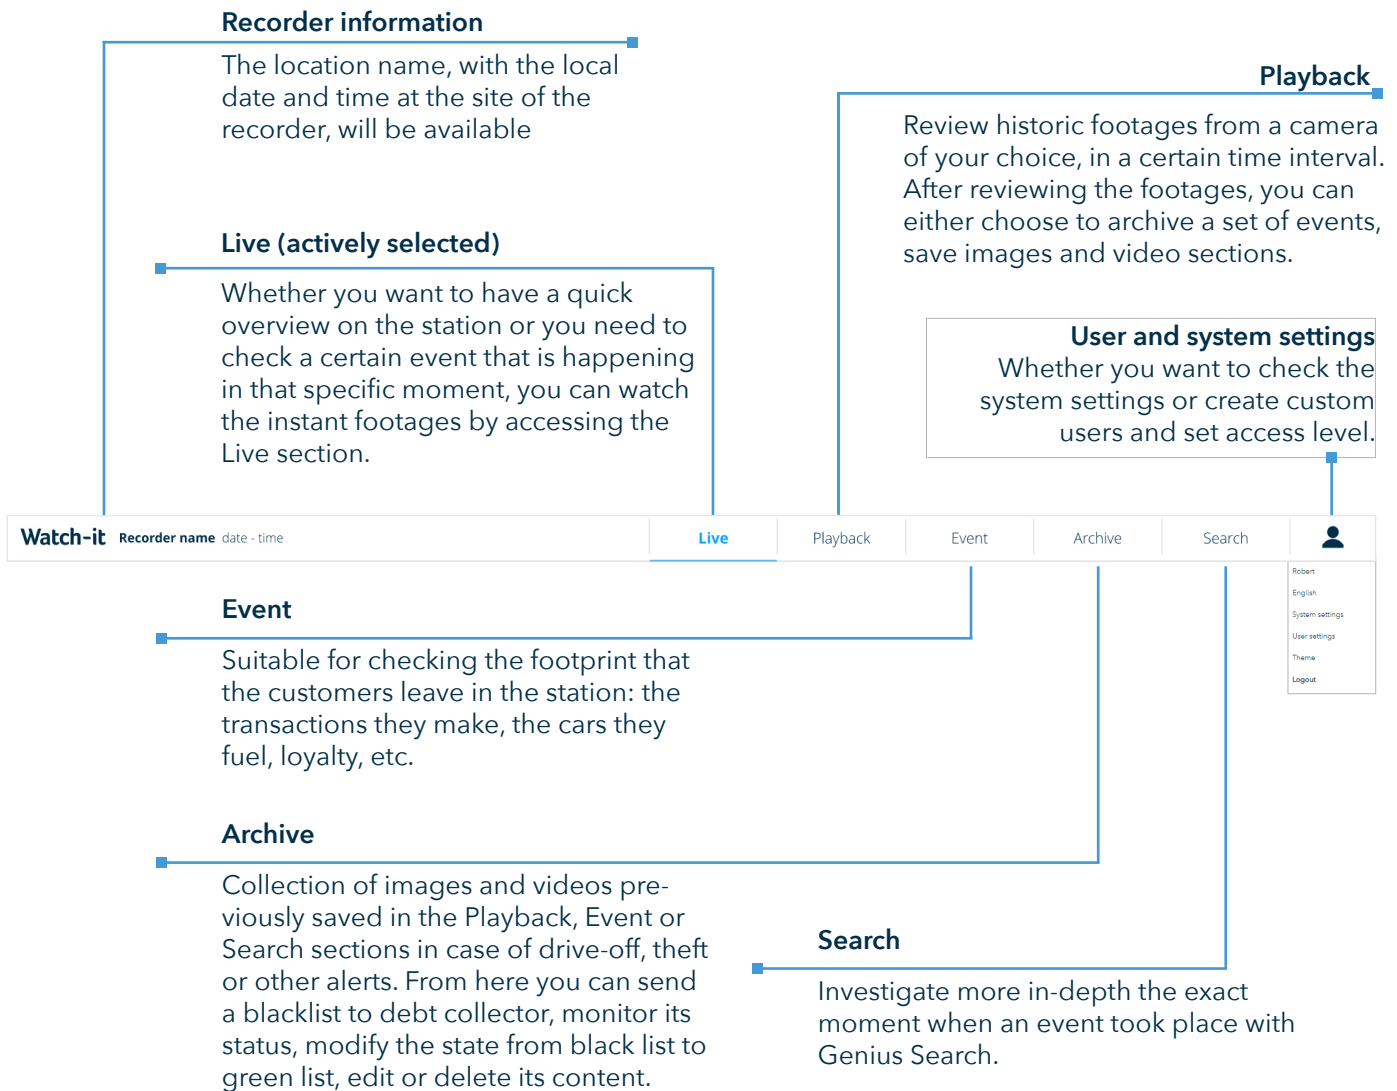 Recorder information
The location name, with the local
date and time at the site of the
recorder, will be available
Playback
Review historic footages from a camera
of your choice, in a certain time interval.
After reviewing the footages, you can
either choose to archive a set of events,
save images and video sections.
Live (actively selected)
Whether you want to have a quick
overview on the station or you need to
check a certain event that is happening
in that specific moment, you can watch
the instant footages by accessing the
Live section.
User and system settings
Whether you want to check the
system settings or create custom
users and set access level.
Watch-it Recorder name date - time Live Playback Event Archive Search
Robert
English
System settings
User settings
Theme
Logout
Event
Suitable for checking the footprint that
the customers leave in the station: the
transactions they make, the cars they
fuel, loyalty, etc.
Archive
Collection of images and videos pre-
viously saved in the Playback, Event or
Search sections in case of drive-off, theft
or other alerts. From here you can send
a blacklist to debt collector, monitor its
status, modify the state from black list to
green list, edit or delete its content.
Search
Investigate more in-depth the exact
moment when an event took place with
Genius Search.